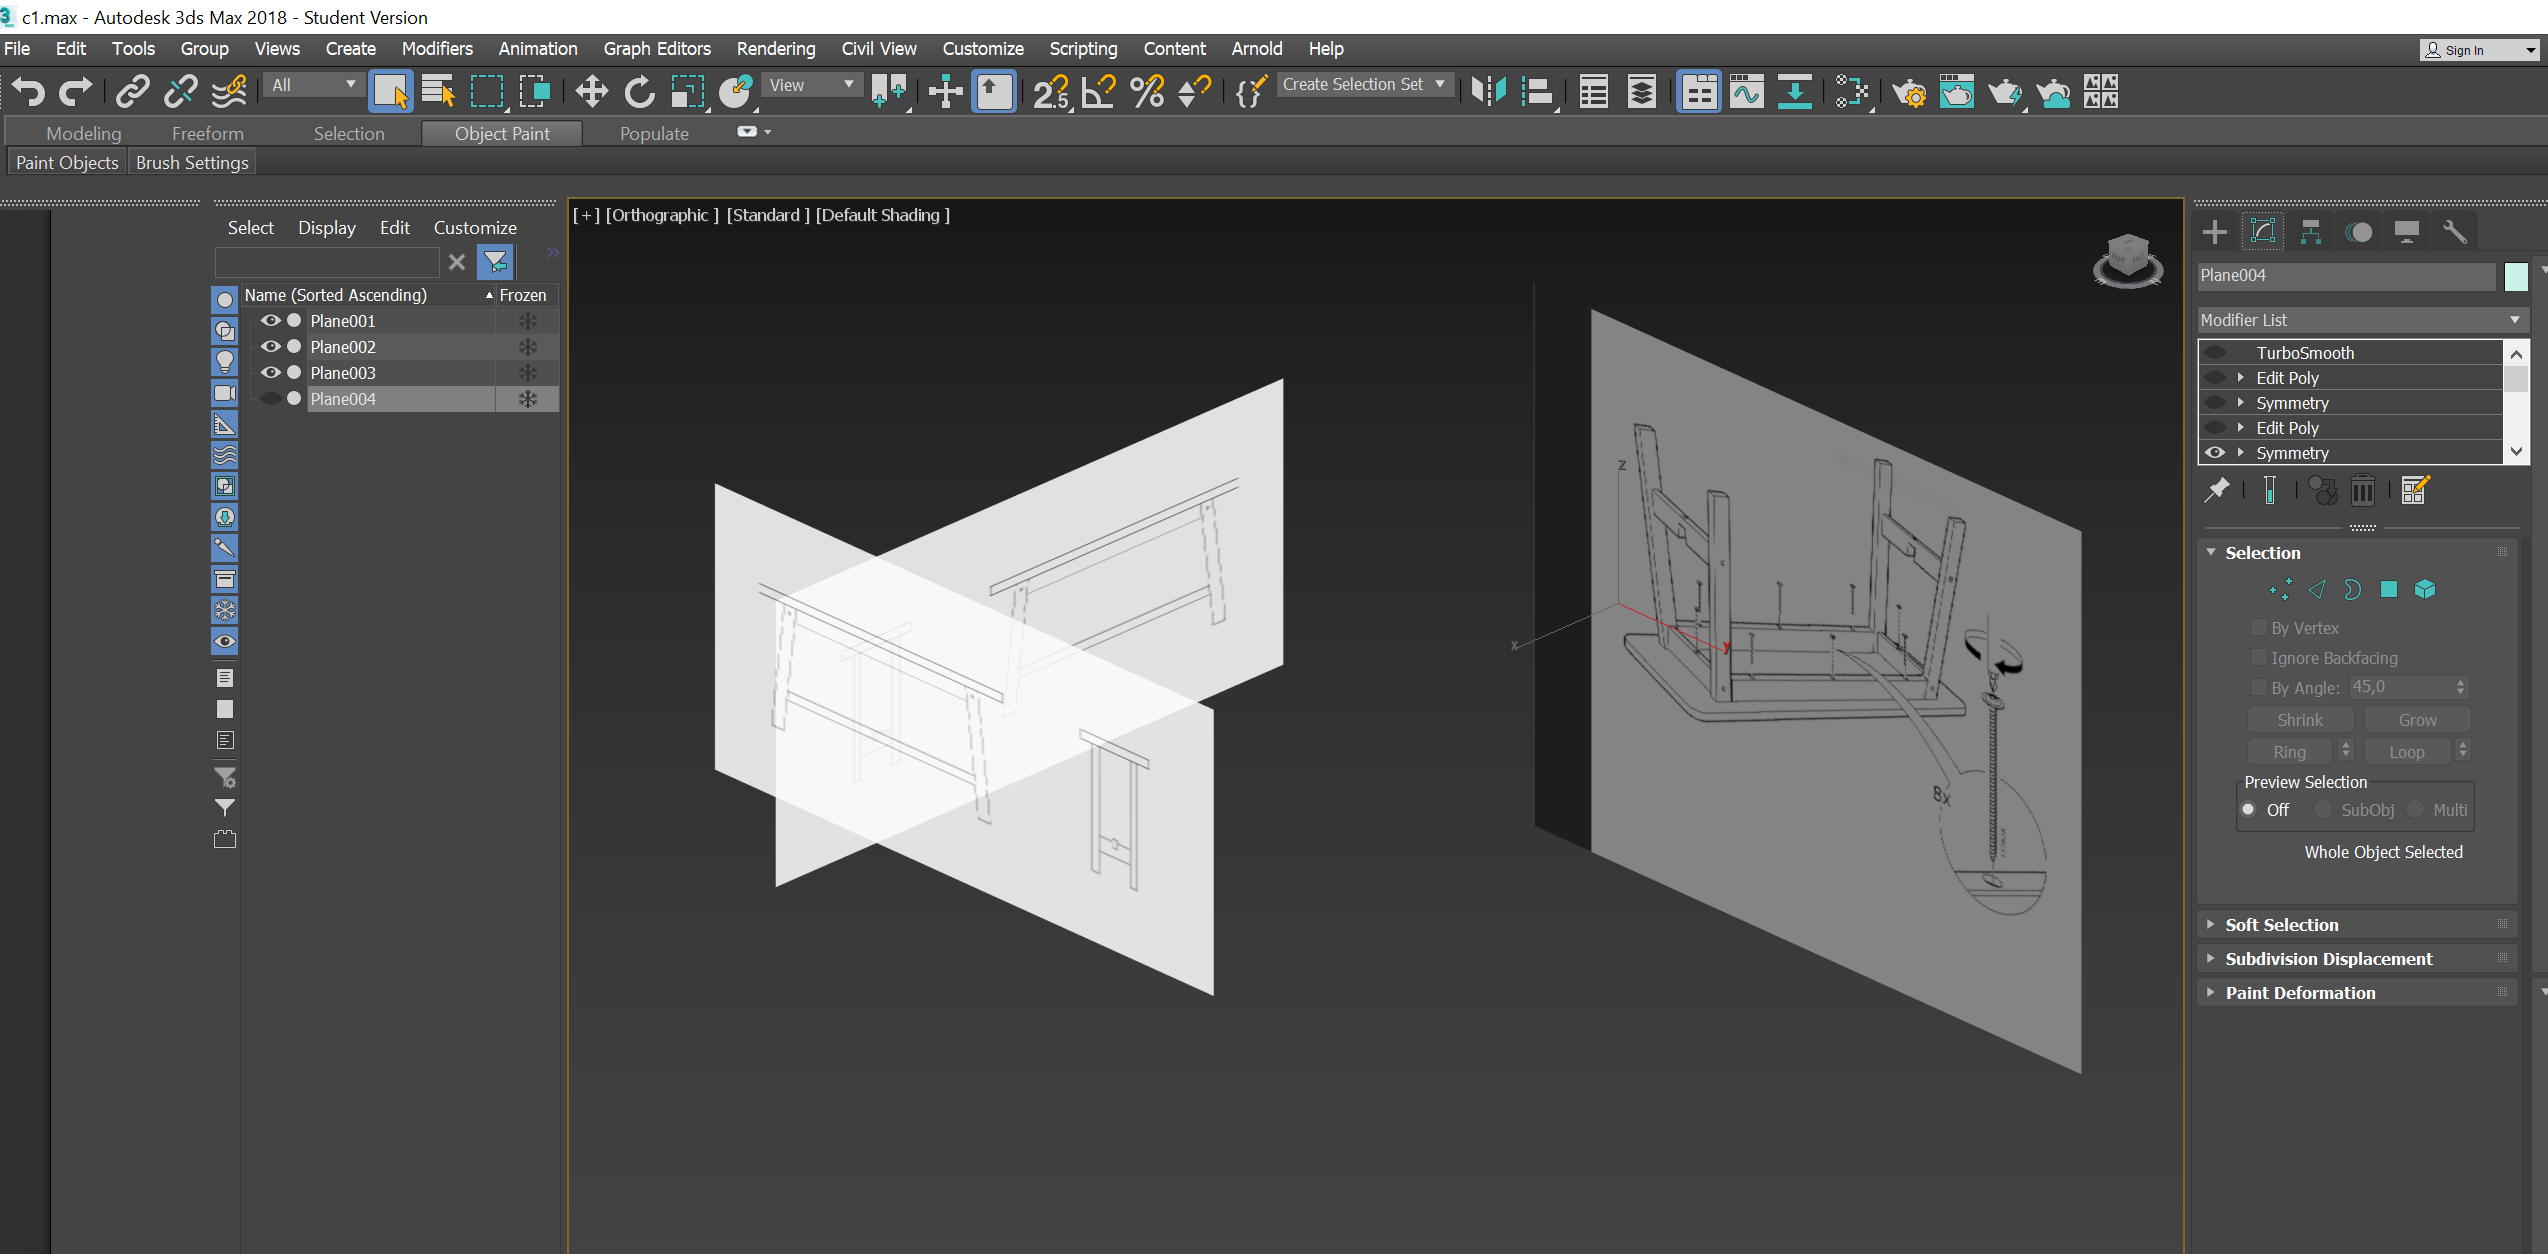 c1.max - Autodesk 3ds Max 2018 - Student Version
File Edit Tools Group Views Create Modifiers Animation Graph Editors Rendering Civil View Customize Scripting Content Arnold Help
Sign In
All
View
2.5
Create Selection Set
Modeling Freeform Selection Object Paint Populate
Paint Objects Brush Settings
Select Display Edit Customize
Name (Sorted Ascending) Frozen
Plane001
Plane002
Plane003
Plane004
[+] [Orthographic ] [Standard ] [Default Shading ]
z
x
y
8x
Plane004
Modifier List
TurboSmooth
Edit Poly
Symmetry
Edit Poly
Symmetry
Selection
By Vertex
Ignore Backfacing
By Angle: 45,0
Shrink Grow
Ring Loop
Preview Selection
Off SubObj Multi
Whole Object Selected
Soft Selection
Subdivision Displacement
Paint Deformation